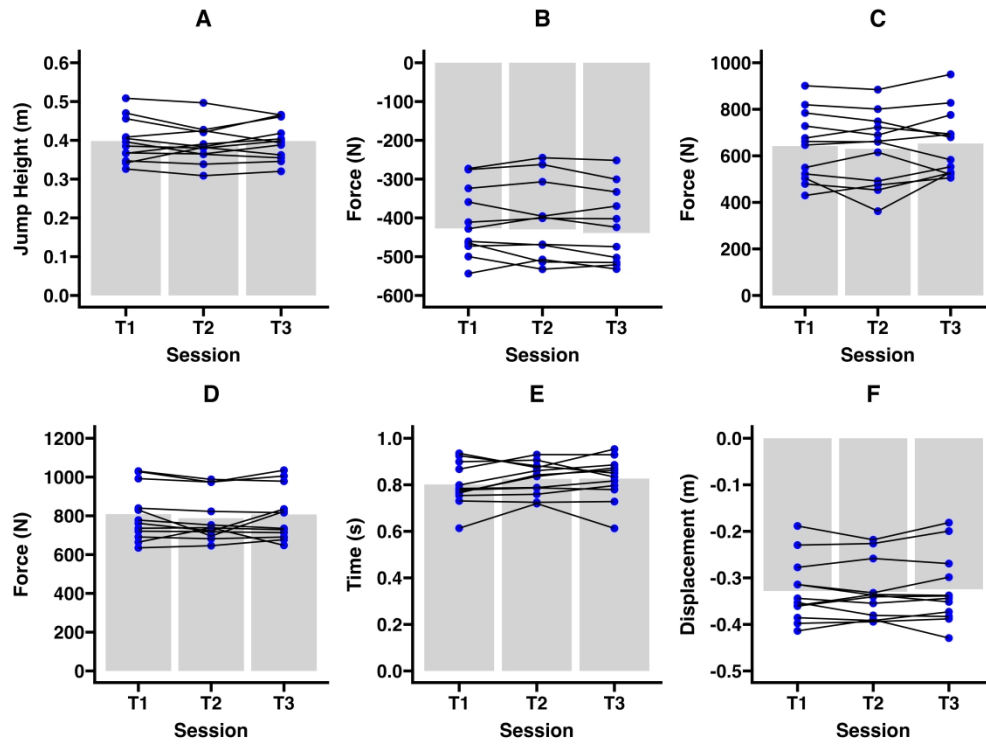 A
Jump Height (m)
0.6
0.5
0.4
0.3
0.2
0.1
0.0
T1 T2 T3
Session
B
Force (N)
0
-100
-200
-300
-400
-500
-600
T1 T2 T3
Session
C
Force (N)
1000
800
600
400
200
0
T1 T2 T3
Session
D
Force (N)
1200
1000
800
600
400
200
0
T1 T2 T3
Session
E
Time (s)
1.0
0.8
0.6
0.4
0.2
0.0
T1 T2 T3
Session
F
Displacement (m)
0.0
-0.1
-0.2
-0.3
-0.4
-0.5
T1 T2 T3
Session